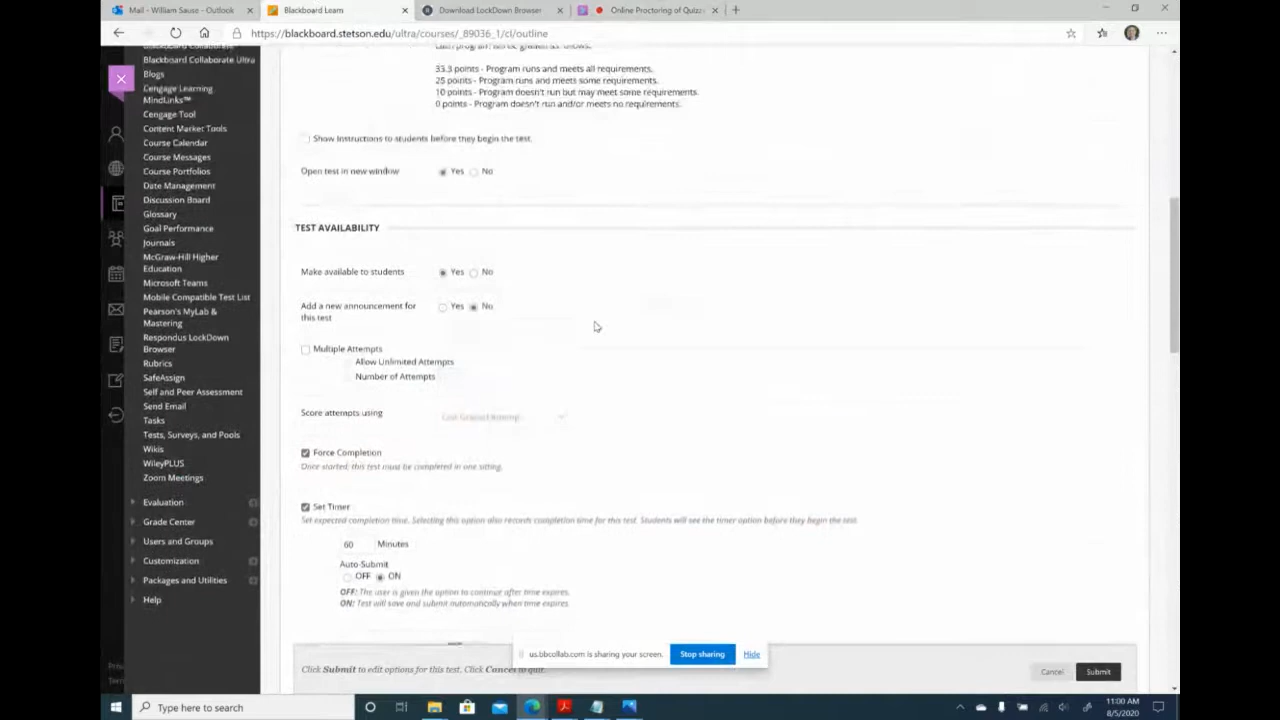 Mail - William Sause - Outlook
Blackboard Learn
Download LockDown Browser
Online Proctoring of Quizz
https://blackboard.stetson.edu/ultra/courses/_89036_1/cl/outline
Blackboard Collaborate
Blackboard Collaborate Ultra
Blogs
Cengage Learning
MindLinks™
Cengage Tool
Content Market Tools
Course Calendar
Course Messages
Course Portfolios
Date Management
Discussion Board
Glossary
Goal Performance
Journals
McGraw-Hill Higher
Education
Microsoft Teams
Mobile Compatible Test List
Pearson's MyLab &
Mastering
Respondus LockDown
Browser
Rubrics
SafeAssign
Self and Peer Assessment
Send Email
Tasks
Tests, Surveys, and Pools
Wikis
WileyPLUS
Zoom Meetings
Evaluation
Grade Center
Users and Groups
Customization
Packages and Utilities
Help
33.3 points - Program runs and meets all requirements.
25 points - Program runs and meets some requirements.
10 points - Program doesn't run but may meet some requirements.
0 points - Program doesn't run and/or meets no requirements.
Show Instructions to students before they begin the test.
Open test in new window Yes No
TEST AVAILABILITY
Make available to students Yes No
Add a new announcement for Yes No
this test
Multiple Attempts
Allow Unlimited Attempts
Number of Attempts
Score attempts using Last Graded Attempt
Force Completion
Once started, this test must be completed in one sitting.
Set Timer
Set expected completion time. Selecting this option also records completion time for this test. Students will see the timer option before they begin the test.
60 Minutes
Auto-Submit
OFF ON
OFF: The user is given the option to continue after time expires.
ON: Test will save and submit automatically when time expires.
us.bbcollab.com is sharing your screen. Stop sharing Hide
Click Submit to edit options for this test. Click Cancel to quit.
Cancel Submit
Type here to search
11:00 AM
8/5/2020